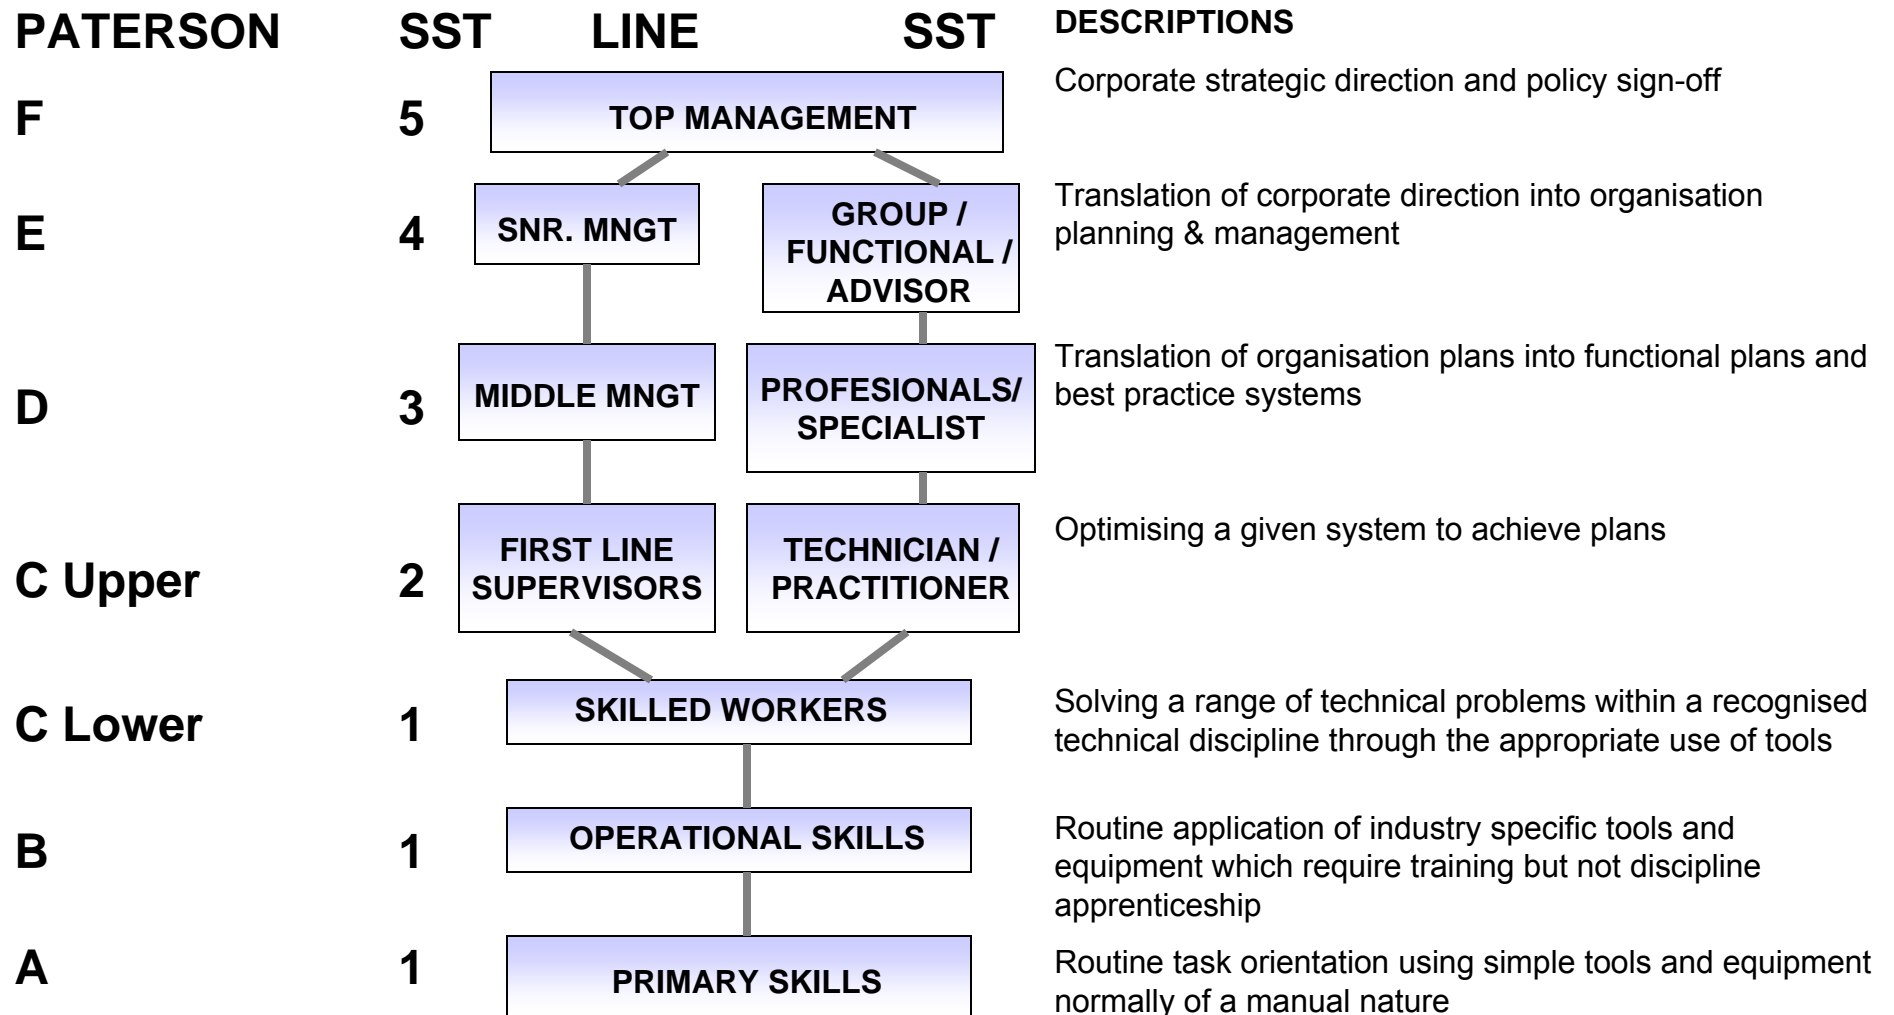 PATERSON SST LINE SST DESCRIPTIONS
F 5 TOP MANAGEMENT Corporate strategic direction and policy sign-off
E 4 SNR. MNGT
GROUP /
FUNCTIONAL /
ADVISOR
Translation of corporate direction into organisation
planning & management
D 3 MIDDLE MNGT
PROFESIONALS/
SPECIALIST
Translation of organisation plans into functional plans and
best practice systems
C Upper 2
FIRST LINE
SUPERVISORS
TECHNICIAN /
PRACTITIONER
Optimising a given system to achieve plans
C Lower 1 SKILLED WORKERS
Solving a range of technical problems within a recognised
technical discipline through the appropriate use of tools
B 1 OPERATIONAL SKILLS
Routine application of industry specific tools and
equipment which require training but not discipline
apprenticeship
A 1 PRIMARY SKILLS
Routine task orientation using simple tools and equipment
normally of a manual nature